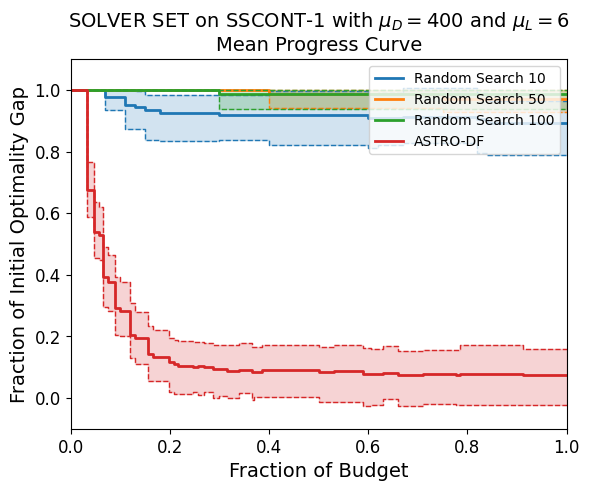 SOLVER SET on SSCONT-1 with μ_D = 400 and μ_L = 6
Mean Progress Curve
Fraction of Initial Optimality Gap
1.0
0.8
0.6
0.4
0.2
0.0
Random Search 10
Random Search 50
Random Search 100
ASTRO-DF
0.0 0.2 0.4 0.6 0.8 1.0
Fraction of Budget